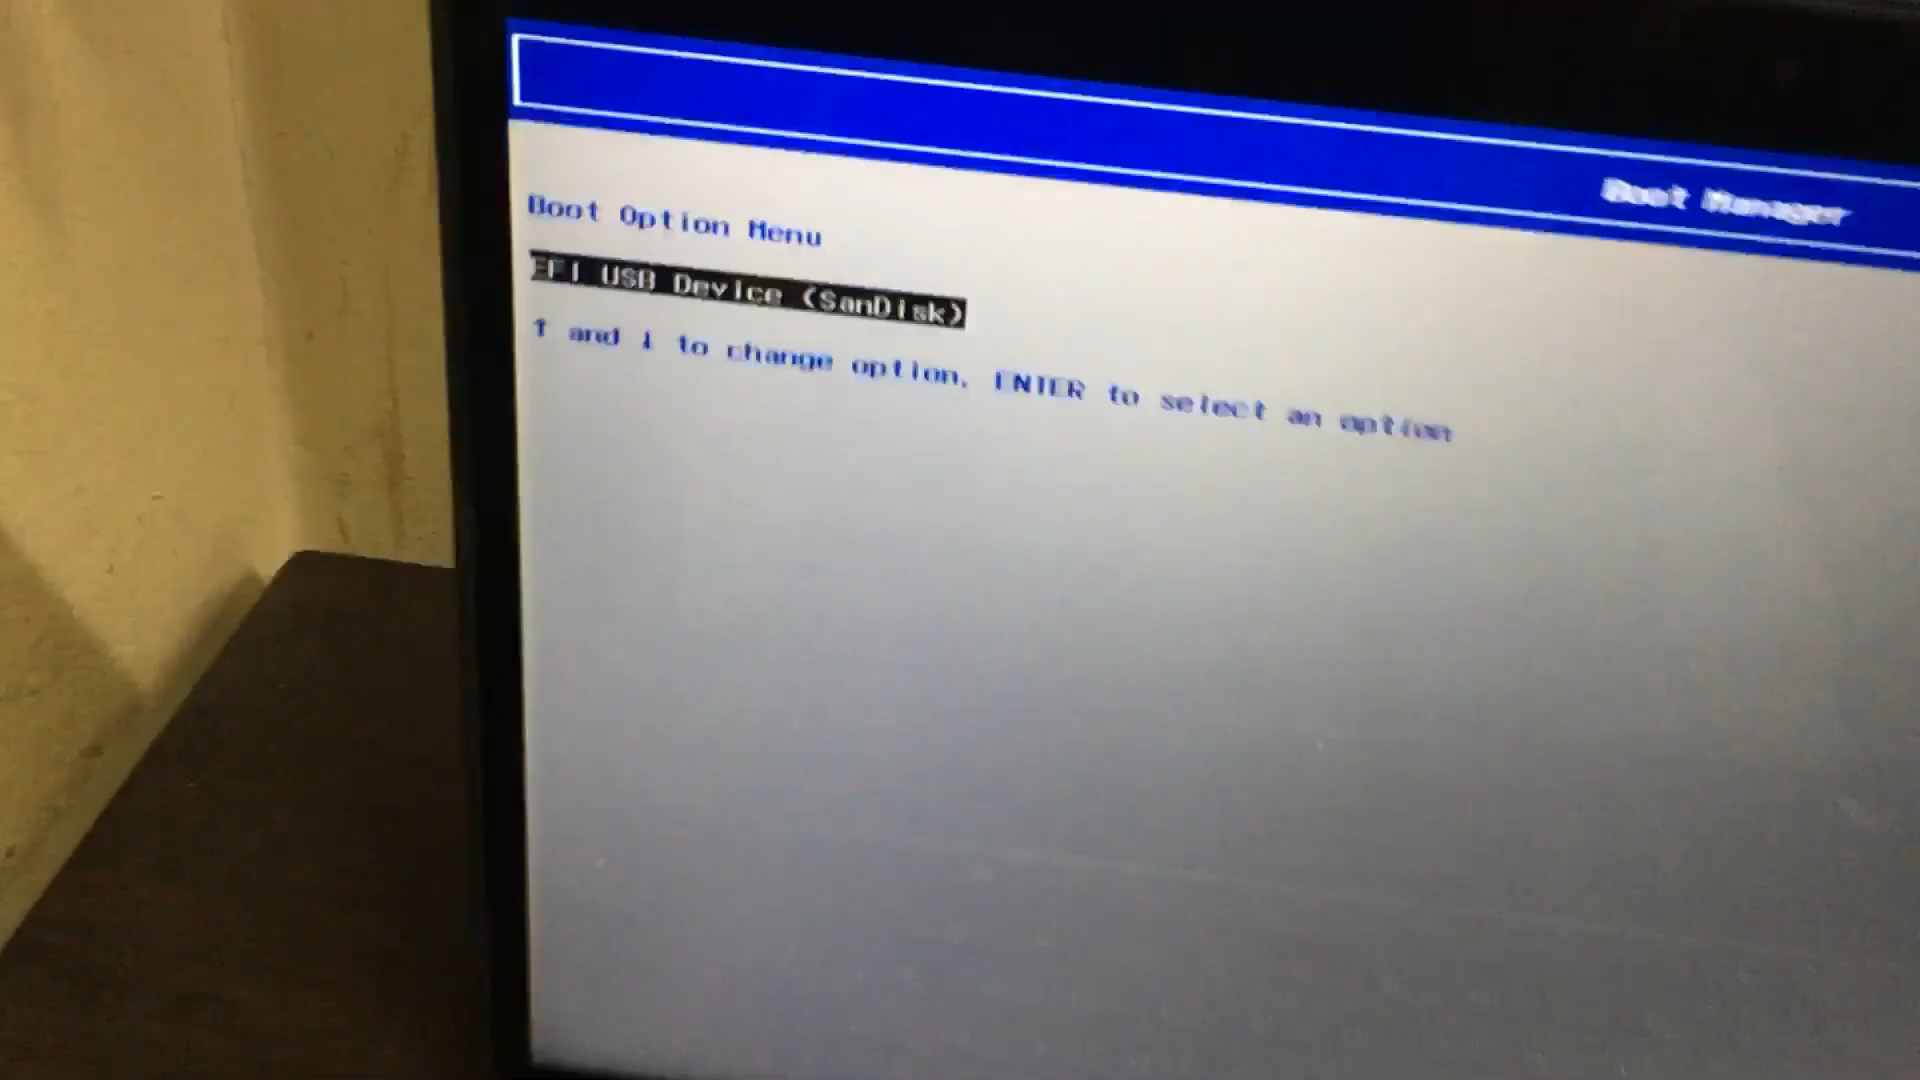 Boot Manager
Boot Option Menu
EFI USB Device (SanDisk)
↑ and ↓ to change option, ENTER to select an option